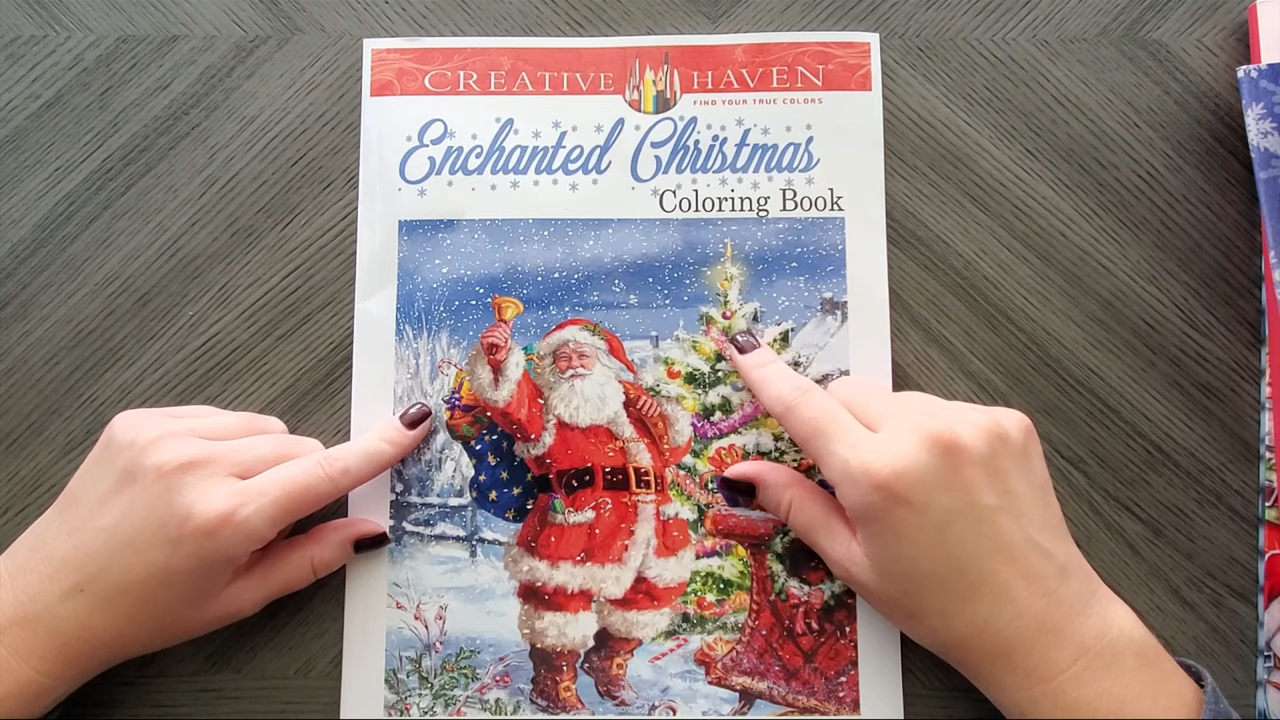 CREATIVE HAVEN
FIND YOUR TRUE COLORS
Enchanted Christmas
Coloring Book